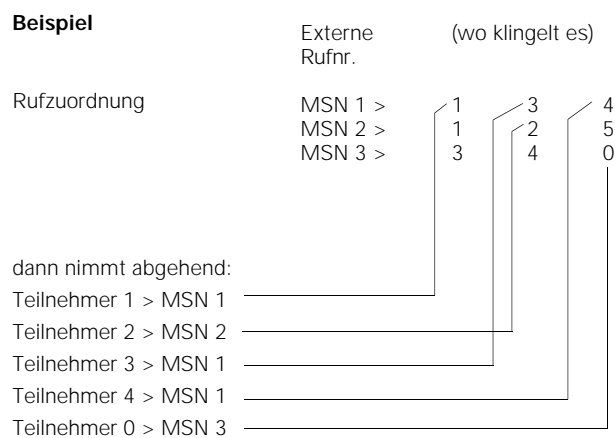 Beispiel
Externe (wo klingelt es)
Rufnr.
Rufzuordnung MSN 1 > 1 3 4
MSN 2 > 1 2 5
MSN 3 > 3 4 0
dann nimmt abgehend:
Teilnehmer 1 > MSN 1
Teilnehmer 2 > MSN 2
Teilnehmer 3 > MSN 1
Teilnehmer 4 > MSN 1
Teilnehmer 0 > MSN 3